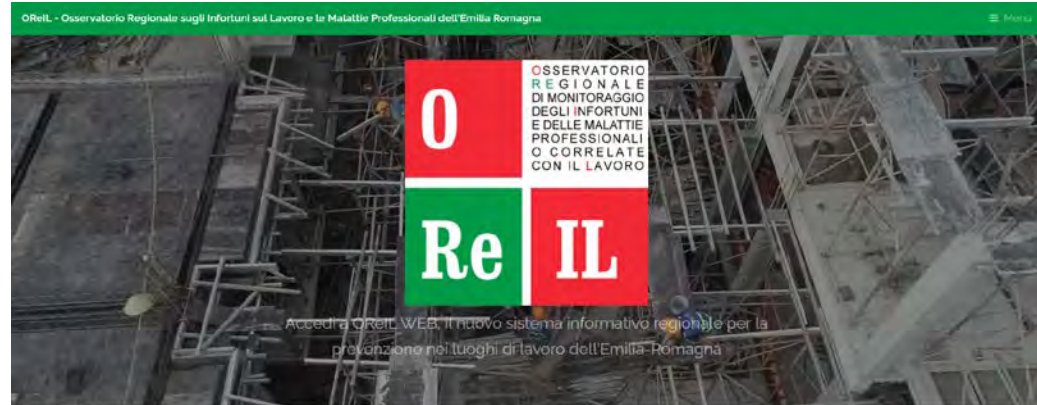 OReIL - Osservatorio Regionale sugli Infortuni sul Lavoro e le Malattie Professionali dell'Emilia Romagna
≡ Menù
O
OSSERVATORIO
REGIONALE
DI MONITORAGGIO
DEGLI INFORTUNI
E DELLE MALATTIE
PROFESSIONALI
O CORRELATE
CON IL LAVORO
Re
IL
Accedi a OReIL WEB, il nuovo sistema informativo regionale per la
prevenzione nei luoghi di lavoro dell'Emilia-Romagna